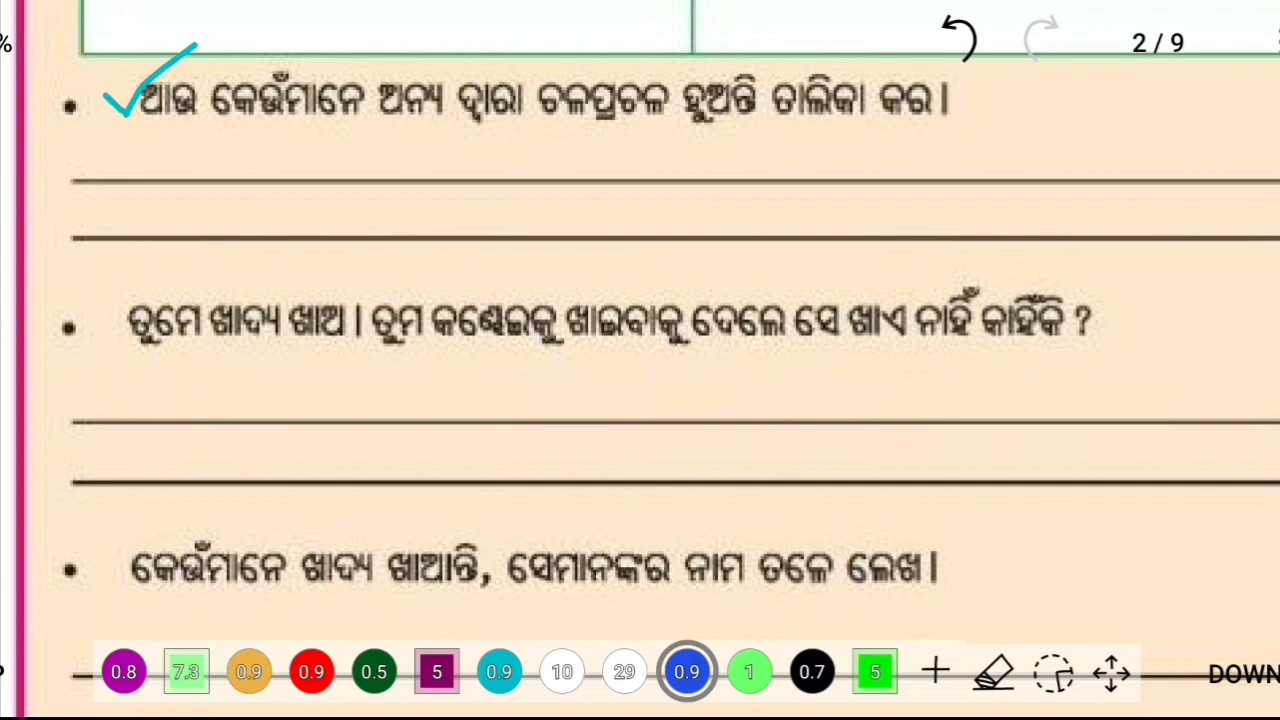 %
2 / 9
• ଆଉ କେଉଁମାନେ ଅନ୍ୟ ଦ୍ୱାରା ଚଳପ୍ରଚଳ ହୁଅନ୍ତି ତାଲିକା କର।
• ତୁମେ ଖାଦ୍ୟ ଖାଅ। ତୁମ କଣ୍ଢେଇକୁ ଖାଇବାକୁ ଦେଲେ ସେ ଖାଏ ନାହିଁ କାହିଁକି ?
• କେଉଁମାନେ ଖାଦ୍ୟ ଖାଆନ୍ତି, ସେମାନଙ୍କର ନାମ ତଳେ ଲେଖ।
0.8 7.3 0.9 0.9 0.5 5 0.9 10 29 0.9 1 0.7 5 + DOWN